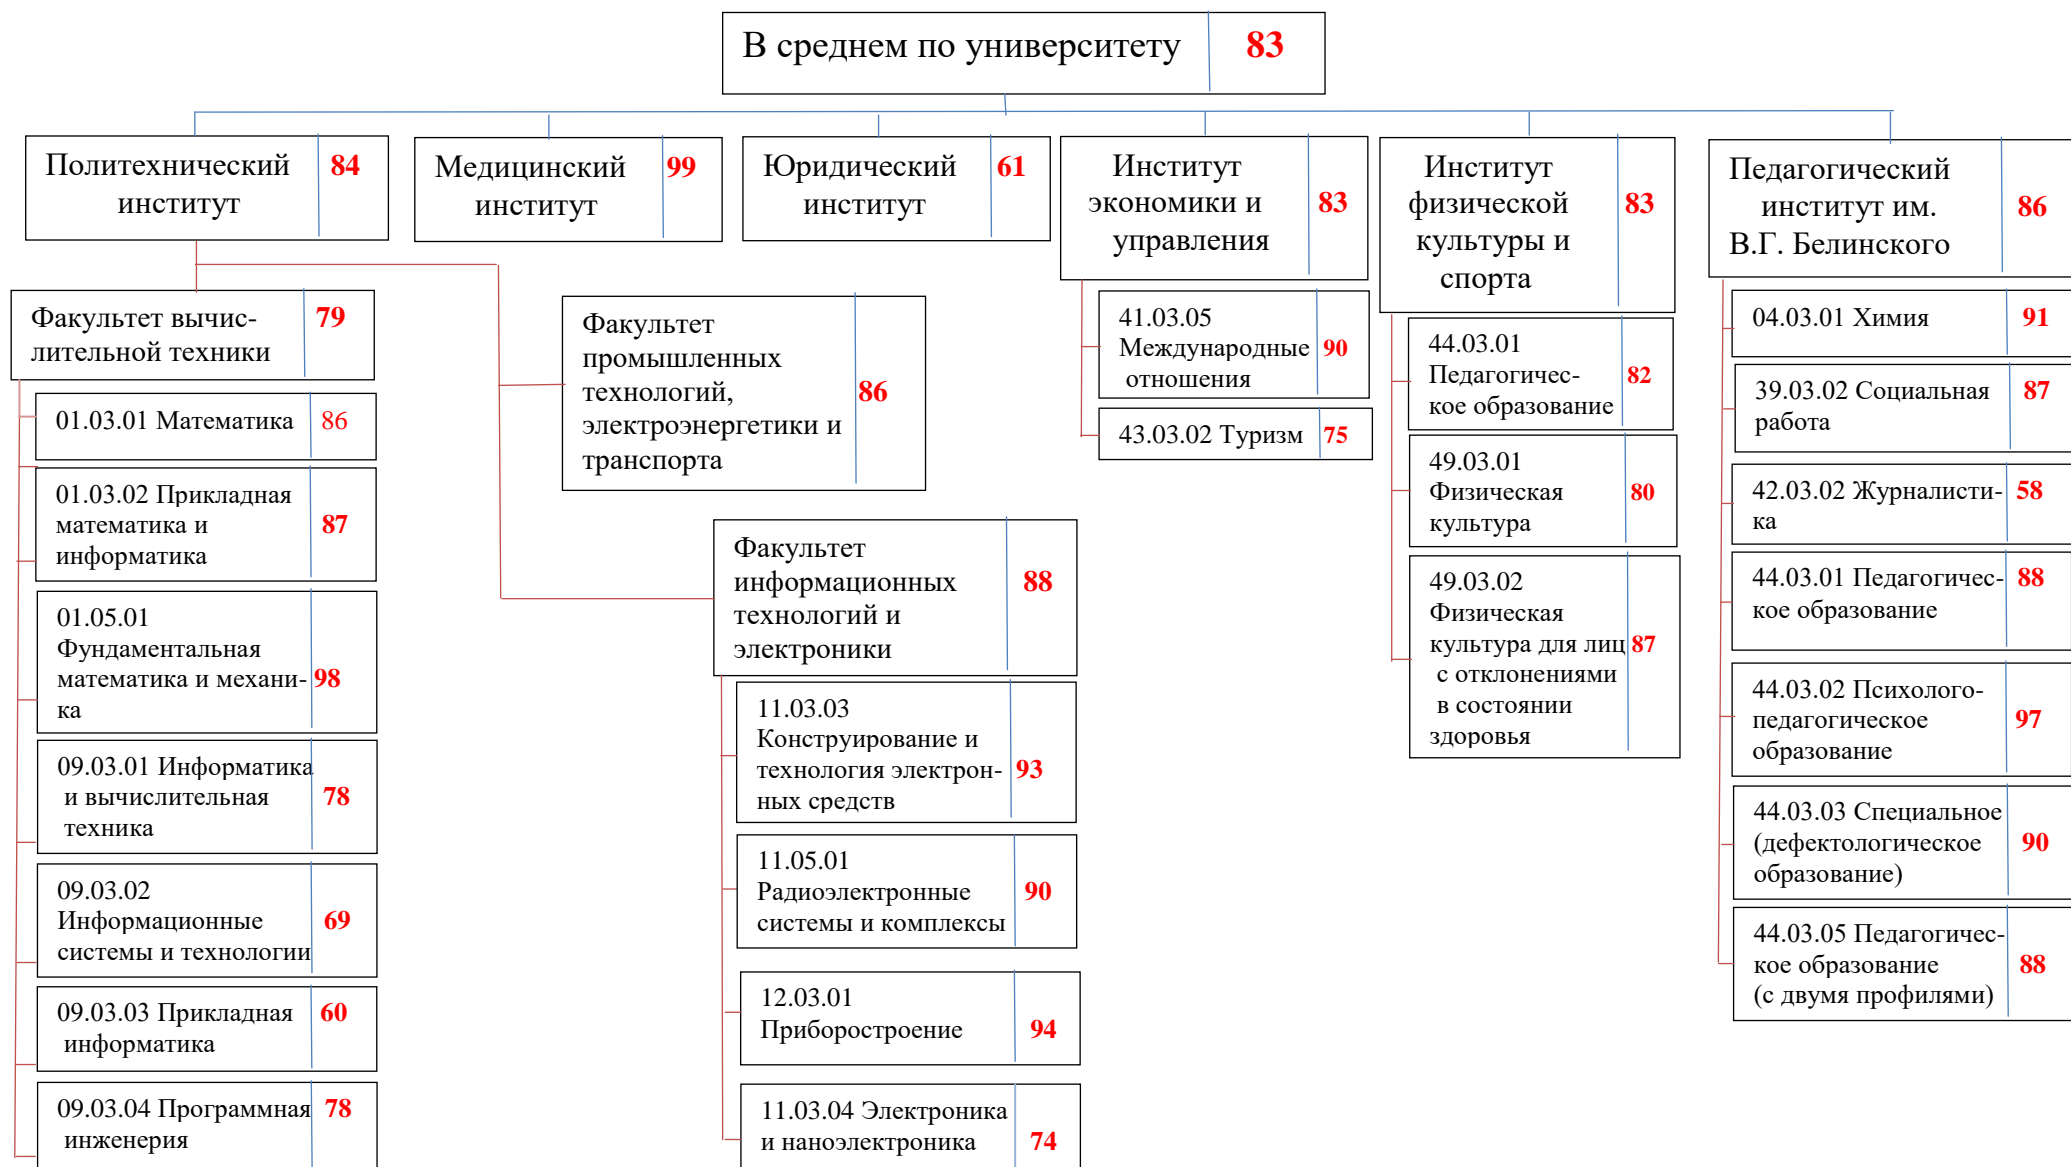 В среднем по университету 83
Политехнический 84
институт
Медицинский 99
институт
Юридический 61
институт
Институт
экономики и 83
управления
Институт
физической 83
культуры и
спорта
Педагогический
институт им. 86
В.Г. Белинского
Факультет вычис- 79
лительной техники
01.03.01 Математика 86
01.03.02 Прикладная
математика и 87
информатика
01.05.01
Фундаментальная
математика и механи- 98
ка
09.03.01 Информатика
и вычислительная 78
техника
09.03.02
Информационные 69
системы и технологии
09.03.03 Прикладная 60
информатика
09.03.04 Программная 78
инженерия
Факультет
промышленных
технологий, 86
электроэнергетики и
транспорта
Факультет
информационных 88
технологий и
электроники
11.03.03
Конструирование и
технология электрон- 93
ных средств
11.05.01
Радиоэлектронные 90
системы и комплексы
12.03.01
Приборостроение 94
11.03.04 Электроника
и наноэлектроника 74
41.03.05
Международные 90
отношения
43.03.02 Туризм 75
44.03.01
Педагогичес- 82
кое образование
49.03.01
Физическая 80
культура
49.03.02
Физическая
культура для лиц 87
с отклонениями
в состоянии
здоровья
04.03.01 Химия 91
39.03.02 Социальная 87
работа
42.03.02 Журналисти- 58
ка
44.03.01 Педагогичес- 88
кое образование
44.03.02 Психолого-
педагогическое 97
образование
44.03.03 Специальное
(дефектологическое 90
образование)
44.03.05 Педагогичес-
кое образование 88
(с двумя профилями)